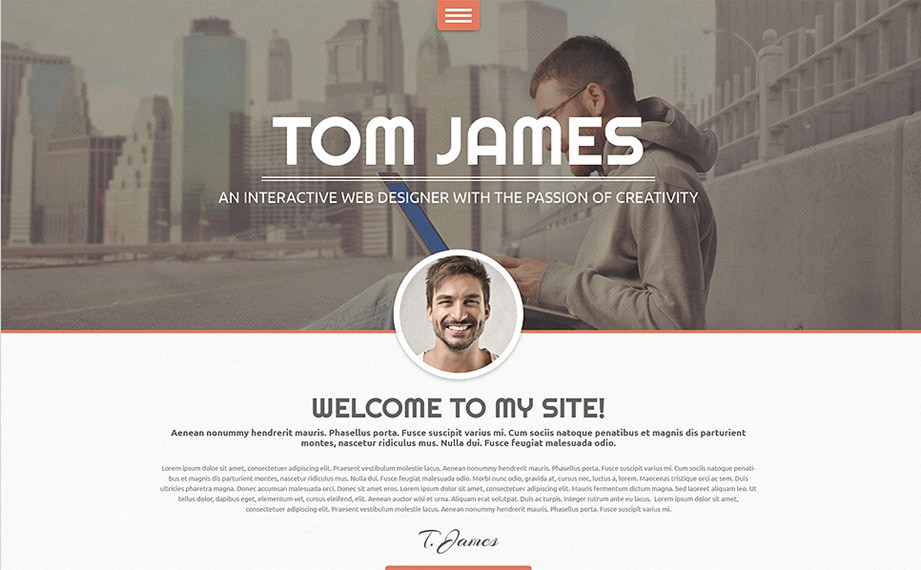 TOM JAMES
AN INTERACTIVE WEB DESIGNER WITH THE PASSION OF CREATIVITY
WELCOME TO MY SITE!
Aenean nonummy hendrerit mauris. Phasellus porta. Fusce suscipit varius mi. Cum sociis natoque penatibus et magnis dis parturient
montes, nascetur ridiculus mus. Nulla dui. Fusce feugiat malesuada odio.
Lorem ipsum dolor sit amet, consectetuer adipiscing elit. Praesent vestibulum molestie lacus. Aenean nonummy hendrerit mauris. Phasellus porta. Fusce suscipit varius mi. Cum sociis natoque penati-
bus et magnis dis parturient montes, nascetur ridiculus mus. Nulla dui. Fusce feugiat malesuada odio. Morbi nunc odio, gravida at, cursus nec, luctus a, lorem. Maecenas tristique orci ac sem. Duis
ultricies pharetra magna. Donec accumsan malesuada orci. Donec sit amet eros. Lorem ipsum dolor sit amet, consectetuer adipiscing elit. Mauris fermentum dictum magna. Sed laoreet aliquam leo. Ut
tellus dolor, dapibus eget, elementum vel, cursus eleifend, elit. Aenean auctor wisi et urna. Aliquam erat volutpat. Duis ac turpis. Integer rutrum ante eu lacus. Lorem ipsum dolor sit amet,
consectetuer adipiscing elit. Praesent vestibulum molestie lacus. Aenean nonummy hendrerit mauris. Phasellus porta. Fusce suscipit varius mi.
T. James